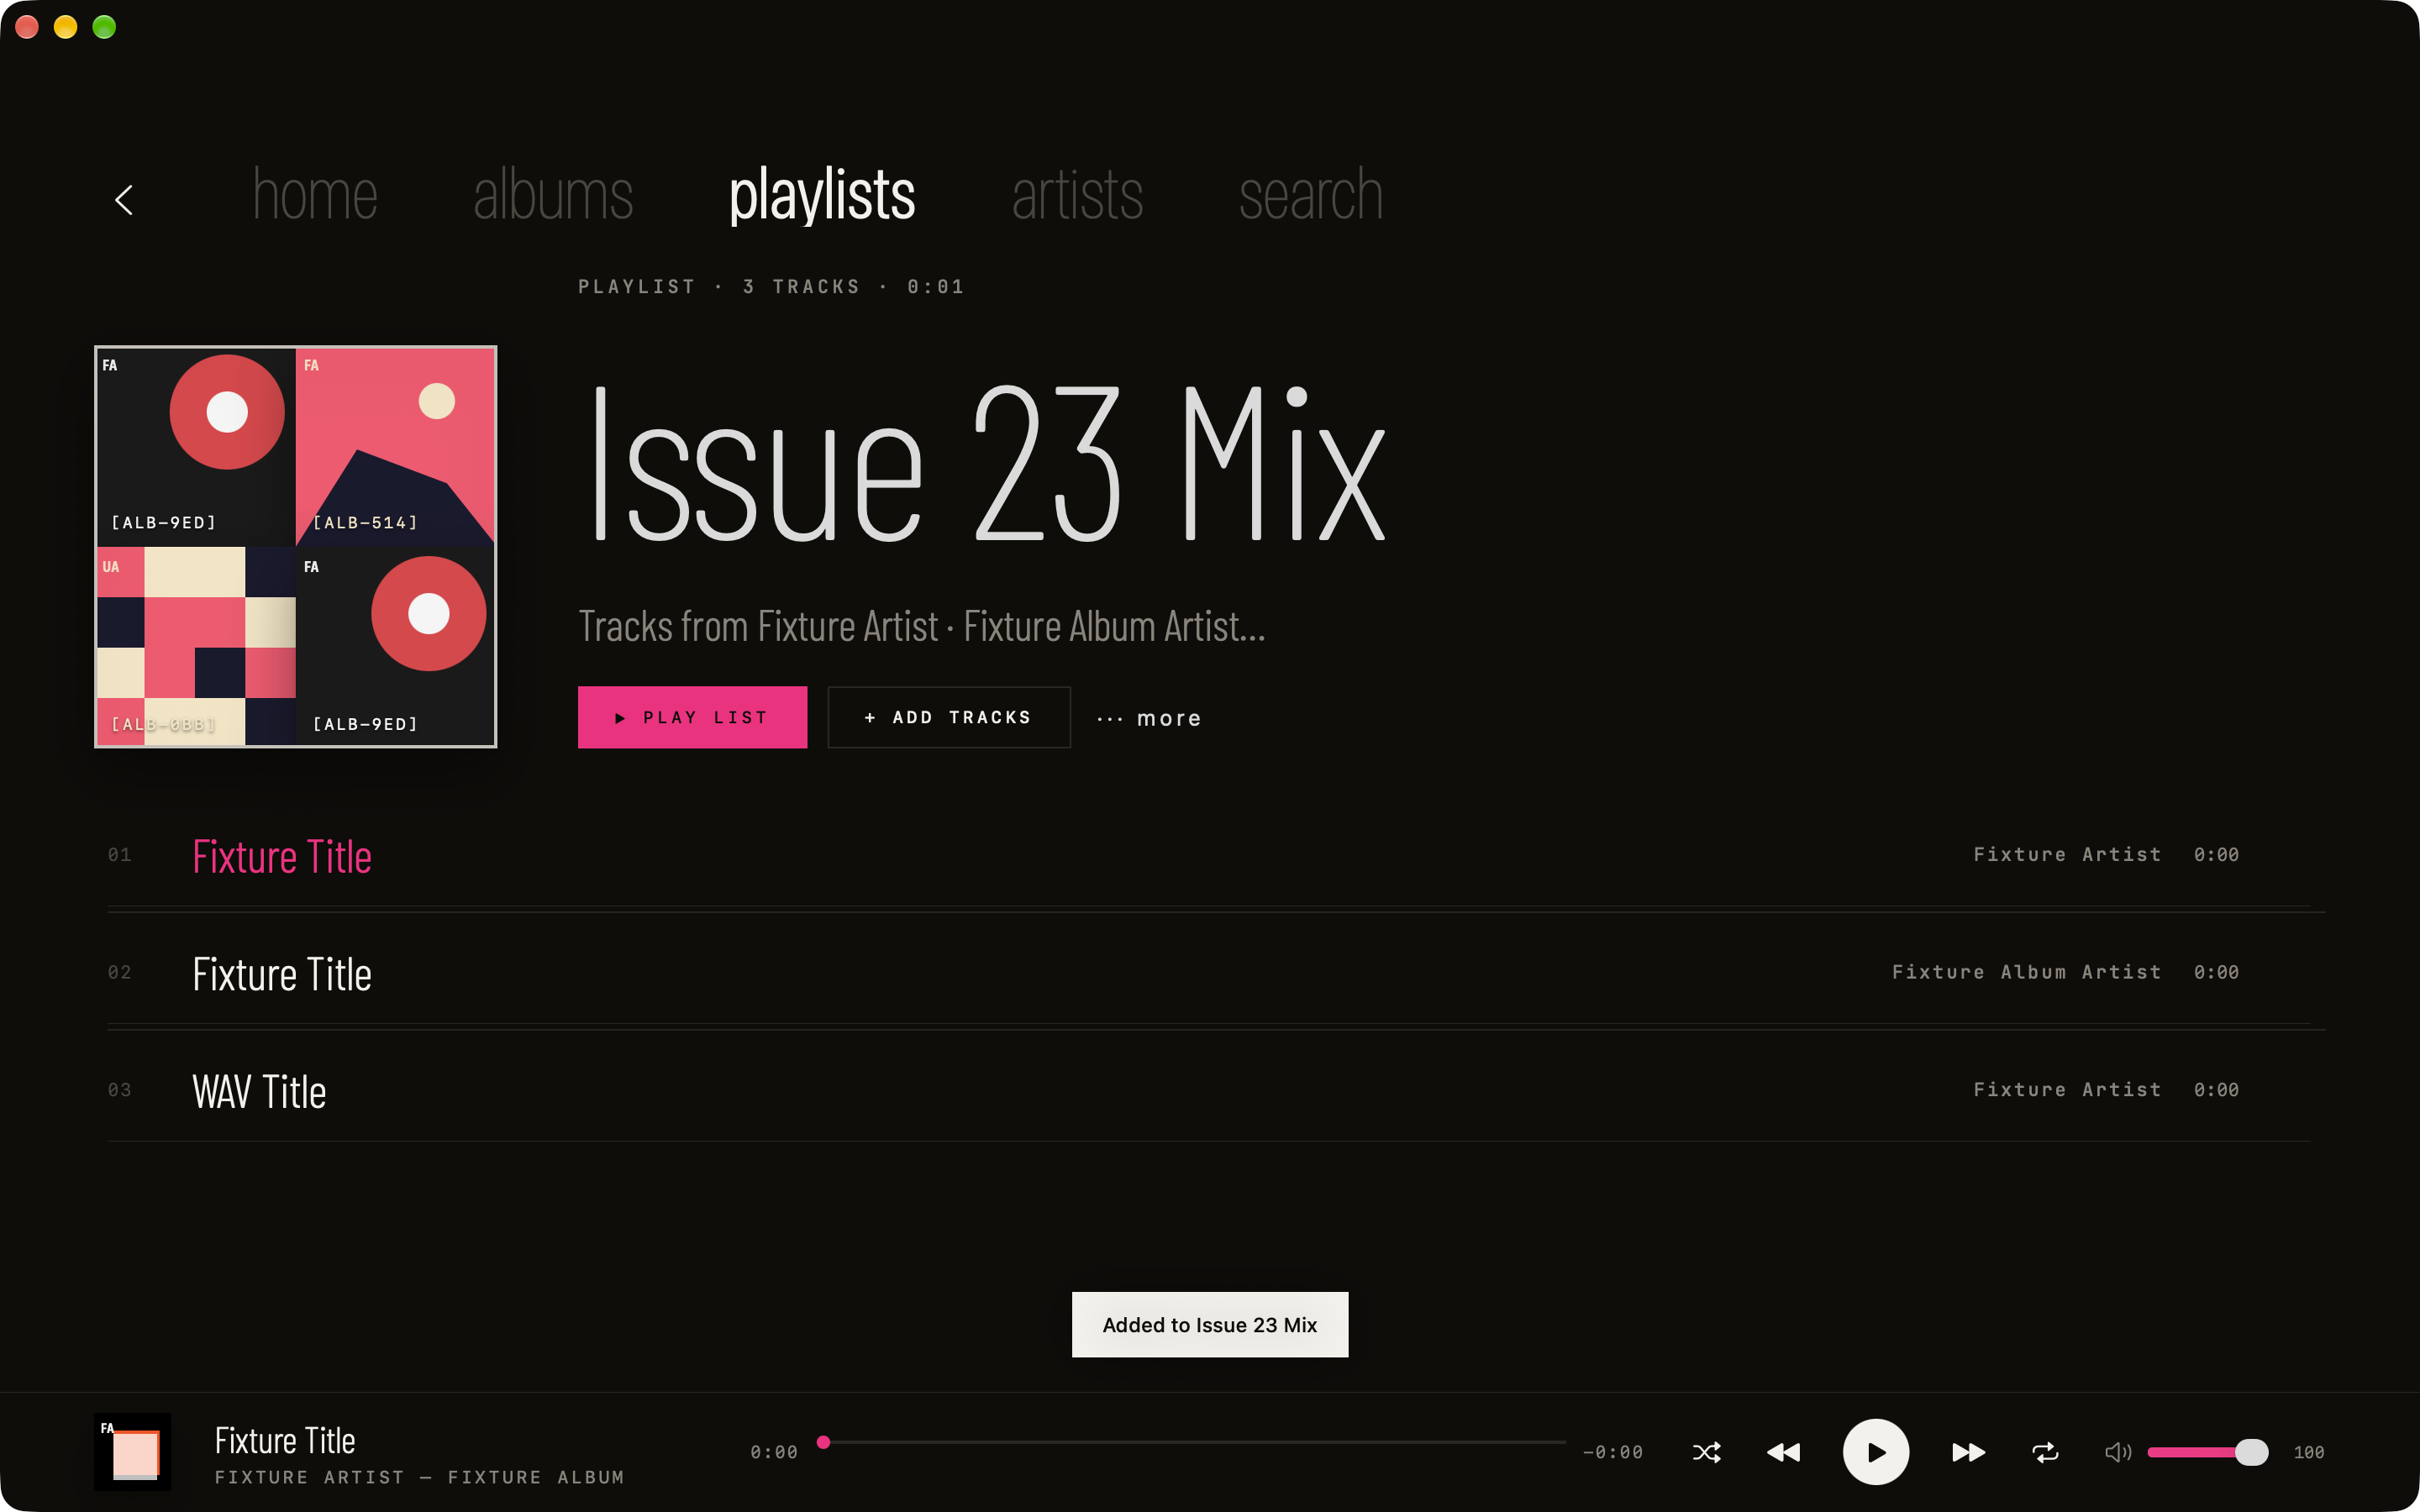 home albums playlists artists search
PLAYLIST · 3 TRACKS · 0:01
FA
FA
[ALB-9ED]
[ALB-514]
UA
FA
[ALB-0BB]
[ALB-9ED]
Issue 23 Mix
Tracks from Fixture Artist · Fixture Album Artist...
PLAY LIST
+ ADD TRACKS
··· more
01 Fixture Title Fixture Artist 0:00
02 Fixture Title Fixture Album Artist 0:00
03 WAV Title Fixture Artist 0:00
Added to Issue 23 Mix
FA
Fixture Title
FIXTURE ARTIST — FIXTURE ALBUM
0:00
-0:00
100